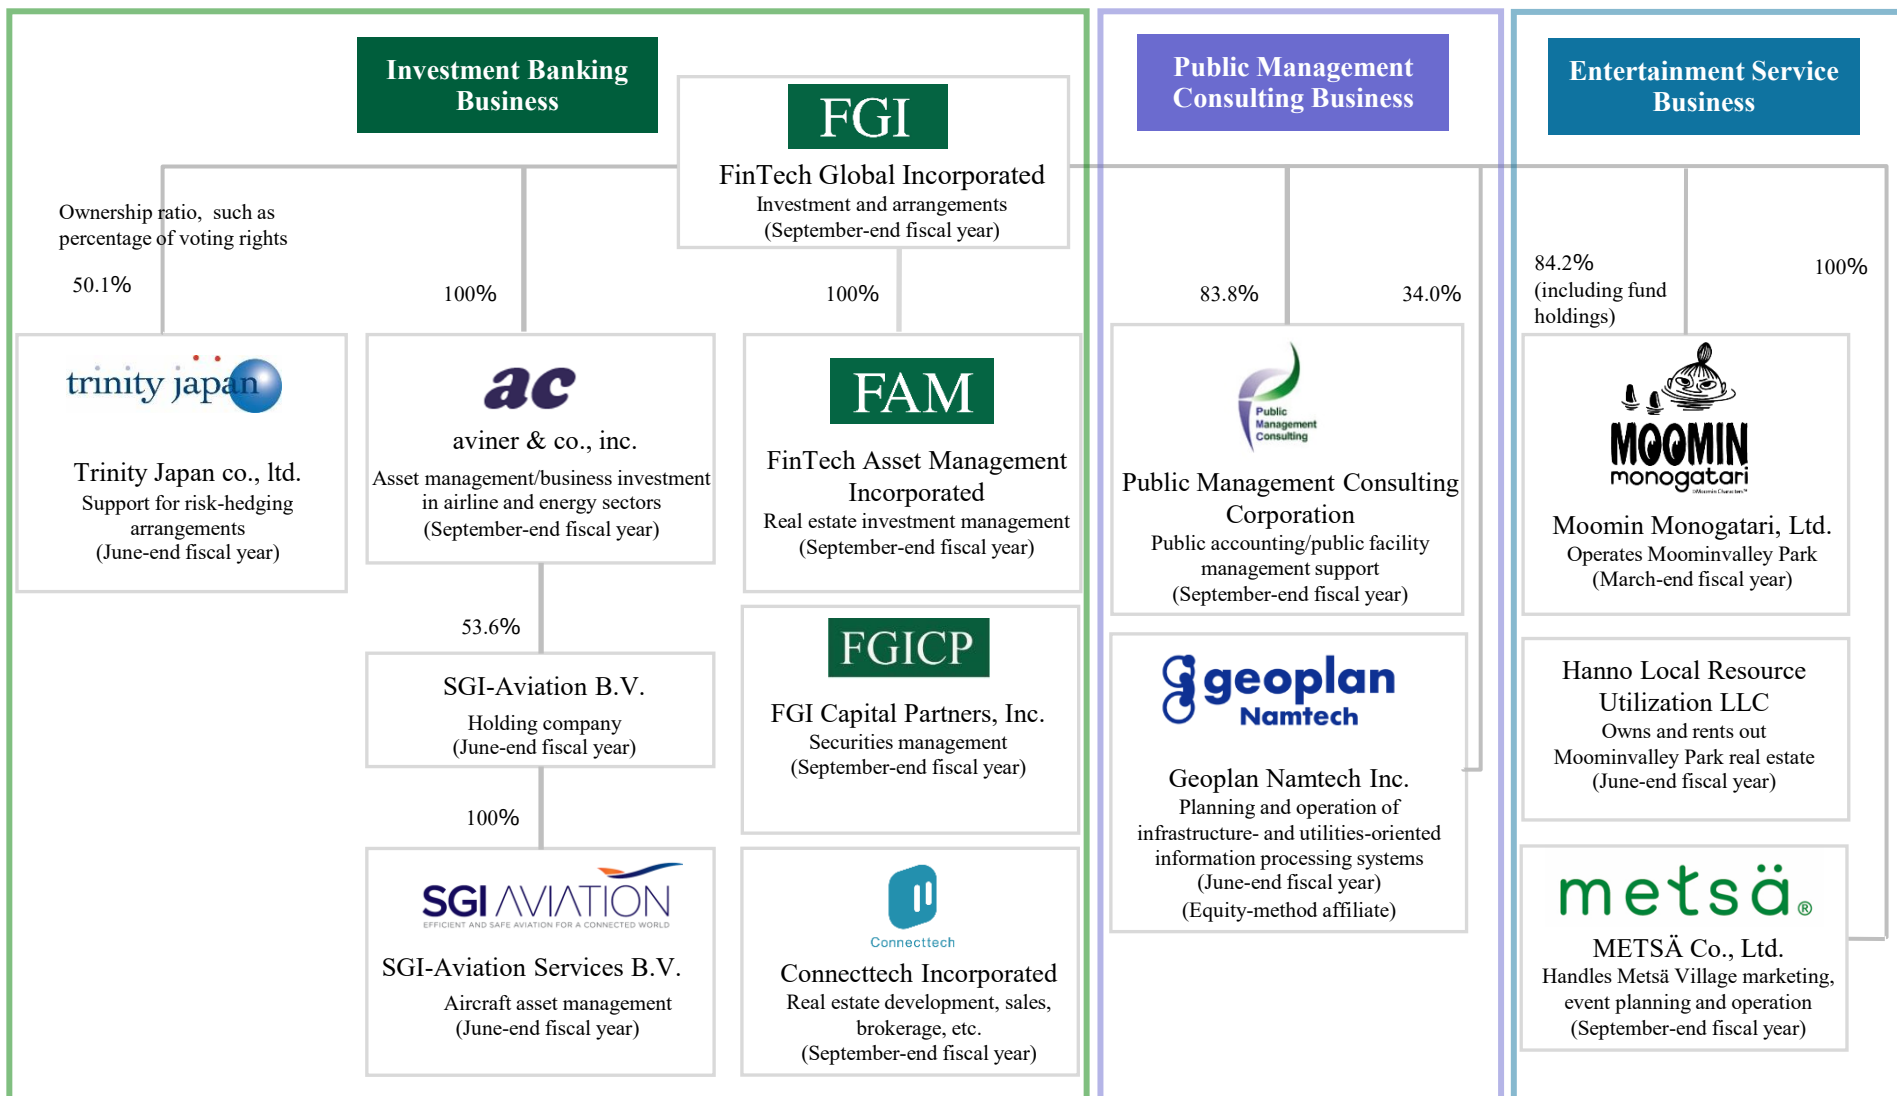 Investment Banking
Business
FGI
FinTech Global Incorporated
Investment and arrangements
(September-end fiscal year)
Ownership ratio, such as
percentage of voting rights
50.1%
100%
100%
trinity japan
Trinity Japan co., ltd.
Support for risk-hedging
arrangements
(June-end fiscal year)
ac
aviner & co., inc.
Asset management/business investment
in airline and energy sectors
(September-end fiscal year)
53.6%
SGI-Aviation B.V.
Holding company
(June-end fiscal year)
100%
SGI AVIATION
EFFICIENT AND SAFE AVIATION FOR A CONNECTED WORLD
SGI-Aviation Services B.V.
Aircraft asset management
(June-end fiscal year)
FAM
FinTech Asset Management
Incorporated
Real estate investment management
(September-end fiscal year)
FGICP
FGI Capital Partners, Inc.
Securities management
(September-end fiscal year)
Connecttech
Connecttech Incorporated
Real estate development, sales,
brokerage, etc.
(September-end fiscal year)
Public Management
Consulting Business
83.8%
34.0%
Public
Management
Consulting
Public Management Consulting
Corporation
Public accounting/public facility
management support
(September-end fiscal year)
geoplan
Namtech
Geoplan Namtech Inc.
Planning and operation of
infrastructure- and utilities-oriented
information processing systems
(June-end fiscal year)
(Equity-method affiliate)
Entertainment Service
Business
84.2%
(including fund
holdings)
100%
MOOMIN
monogatari
©Moomin Characters™
Moomin Monogatari, Ltd.
Operates Moominvalley Park
(March-end fiscal year)
Hanno Local Resource
Utilization LLC
Owns and rents out
Moominvalley Park real estate
(June-end fiscal year)
metsä®
METSÄ Co., Ltd.
Handles Metsä Village marketing,
event planning and operation
(September-end fiscal year)